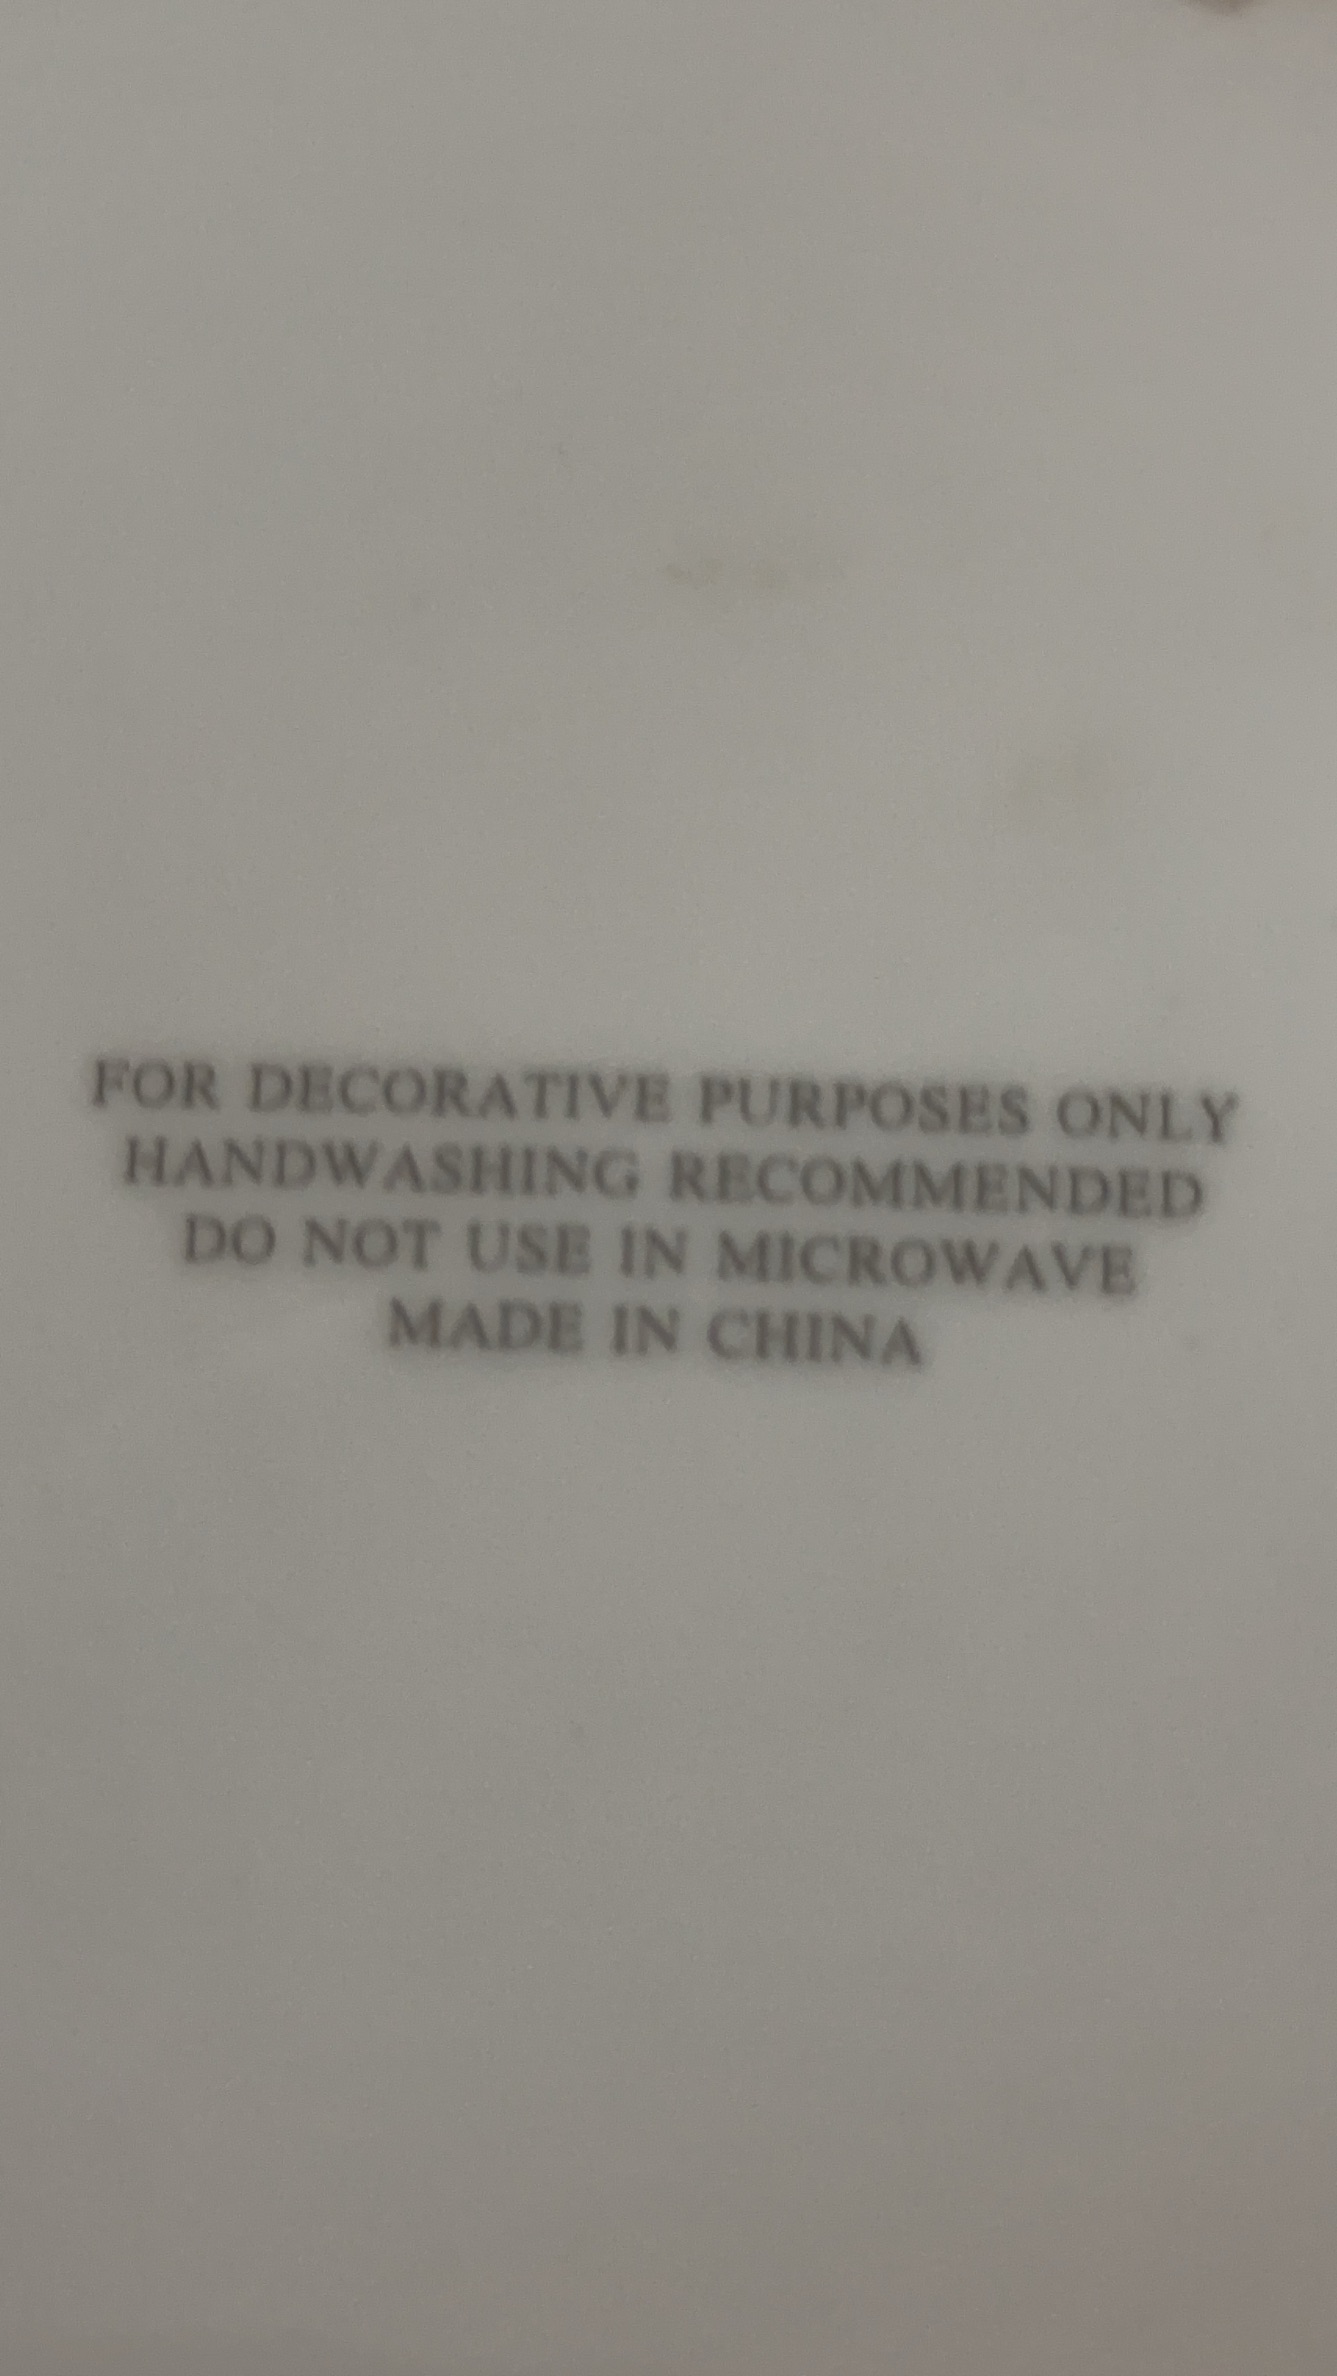 FOR DECORATIVE PURPOSES ONLY
HANDWASHING RECOMMENDED
DO NOT USE IN MICROWAVE
MADE IN CHINA